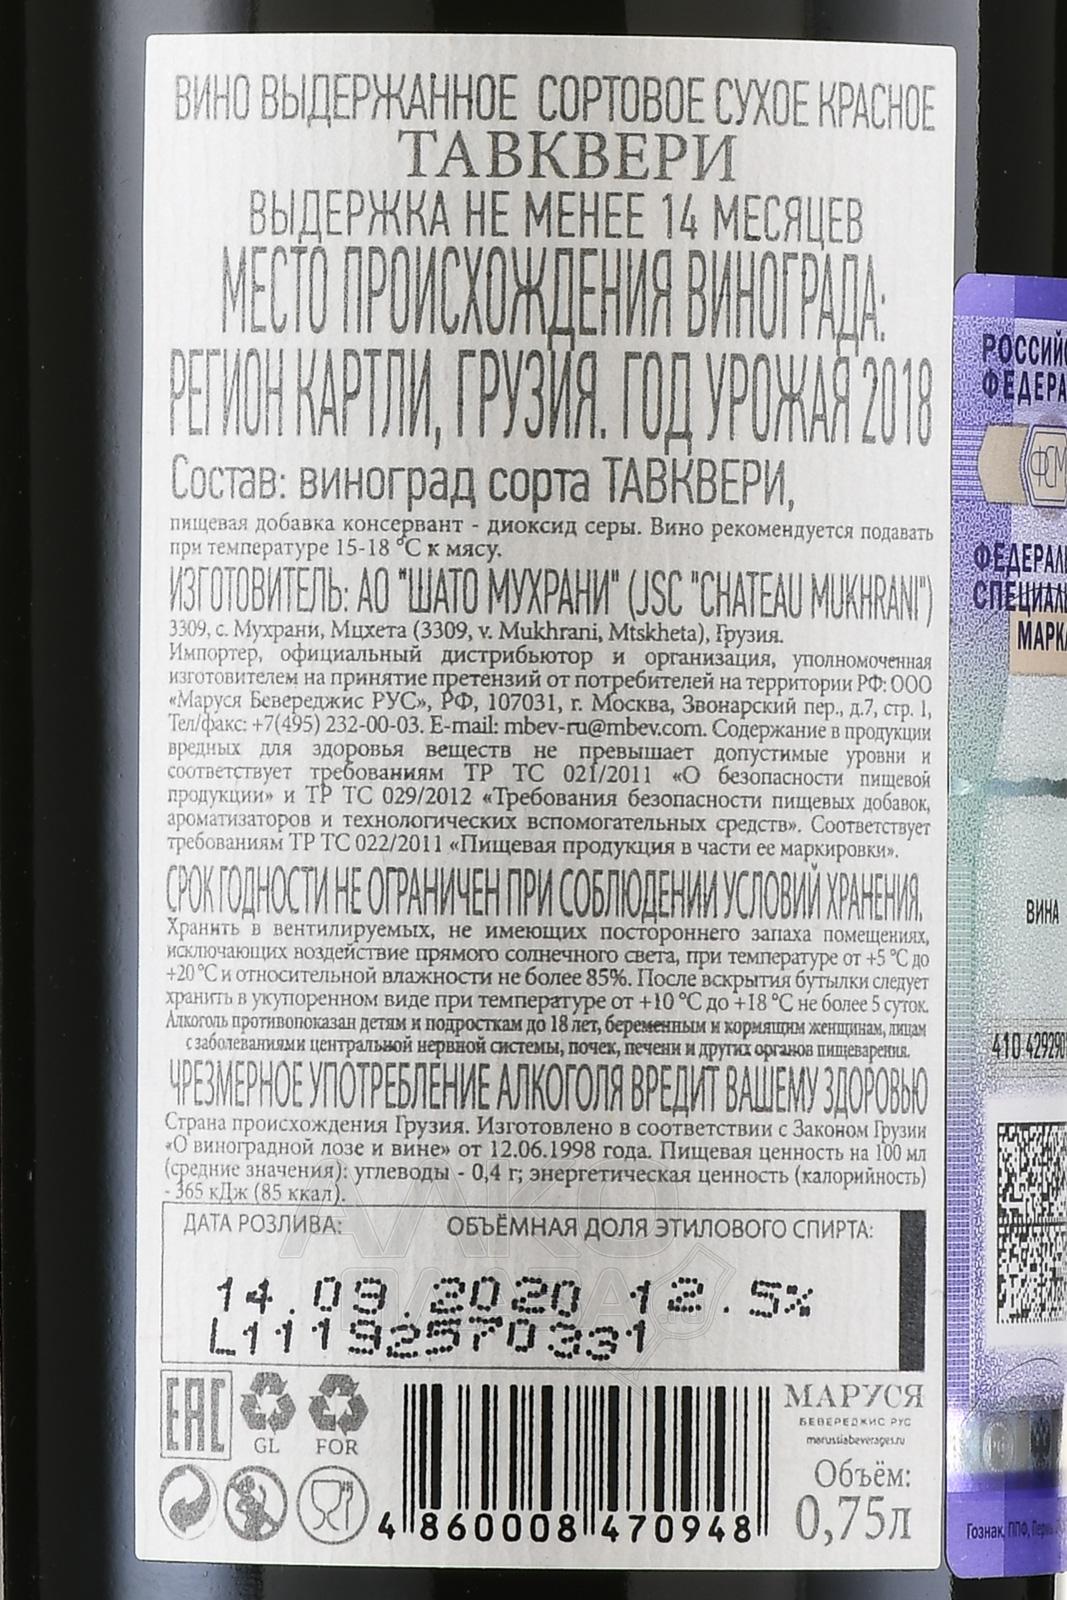 ВИНО ВЫДЕРЖАННОЕ СОРТОВОЕ СУХОЕ КРАСНОЕ
ТАВКВЕРИ
ВЫДЕРЖКА НЕ МЕНЕЕ 14 МЕСЯЦЕВ
МЕСТО ПРОИСХОЖДЕНИЯ ВИНОГРАДА:
РЕГИОН КАРТЛИ, ГРУЗИЯ. ГОД УРОЖАЯ 2018
Состав: виноград сорта ТАВКВЕРИ,
пищевая добавка консервант - диоксид серы. Вино рекомендуется подавать
при температуре 15-18 °С к мясу.
ИЗГОТОВИТЕЛЬ: АО "ШАТО МУХРАНИ" (JSC "CHATEAU MUKHRANI")
3309, с. Мухрани, Мцхета (3309, v. Mukhrani, Mtskheta), Грузия.
Импортер, официальный дистрибьютор и организация, уполномоченная
изготовителем на принятие претензий от потребителей на территории РФ: ООО
«Маруся Бевереджис РУС», РФ, 107031, г. Москва, Звонарский пер., д.7, стр. 1,
Тел/факс: +7(495) 232-00-03. E-mail: mbev-ru@mbev.com. Содержание в продукции
вредных для здоровья веществ не превышает допустимые уровни и
соответствует требованиям ТР ТС 021/2011 «О безопасности пищевой
продукции» и ТР ТС 029/2012 «Требования безопасности пищевых добавок,
ароматизаторов и технологических вспомогательных средств». Соответствует
требованиям ТР ТС 022/2011 «Пищевая продукция в части ее маркировки».
СРОК ГОДНОСТИ НЕ ОГРАНИЧЕН ПРИ СОБЛЮДЕНИИ УСЛОВИЙ ХРАНЕНИЯ.
Хранить в вентилируемых, не имеющих постороннего запаха помещениях,
исключающих воздействие прямого солнечного света, при температуре от +5 °С до
+20 °С и относительной влажности не более 85%. После вскрытия бутылки следует
хранить в укупоренном виде при температуре от +10 °С до +18 °С не более 5 суток.
Алкоголь противопоказан детям и подросткам до 18 лет, беременным и кормящим женщинам, лицам
с заболеваниями центральной нервной системы, почек, печени и других органов пищеварения.
ЧРЕЗМЕРНОЕ УПОТРЕБЛЕНИЕ АЛКОГОЛЯ ВРЕДИТ ВАШЕМУ ЗДОРОВЬЮ
Страна происхождения Грузия. Изготовлено в соответствии с Законом Грузии
«О виноградной лозе и вине» от 12.06.1998 года. Пищевая ценность на 100 мл
(средние значения): углеводы - 0,4 г; энергетическая ценность (калорийность)
- 365 кДж (85 ккал).
ДАТА РОЗЛИВА: ОБЪЁМНАЯ ДОЛЯ ЭТИЛОВОГО СПИРТА:
14.09.2020 12.5%
L11192570331
ЕАС GL FOR
МАРУСЯ
БЕВЕРЕДЖИС РУС
marussiabeverages.ru
Объём:
0,75л
4 860008 470948
РОССИЙС
ФЕДЕРА
ФСМ
ФЕДЕРАЛ
СПЕЦИАЛ
МАРКА
ВИНА
410 42929
Гознак, ППФ, Пермь